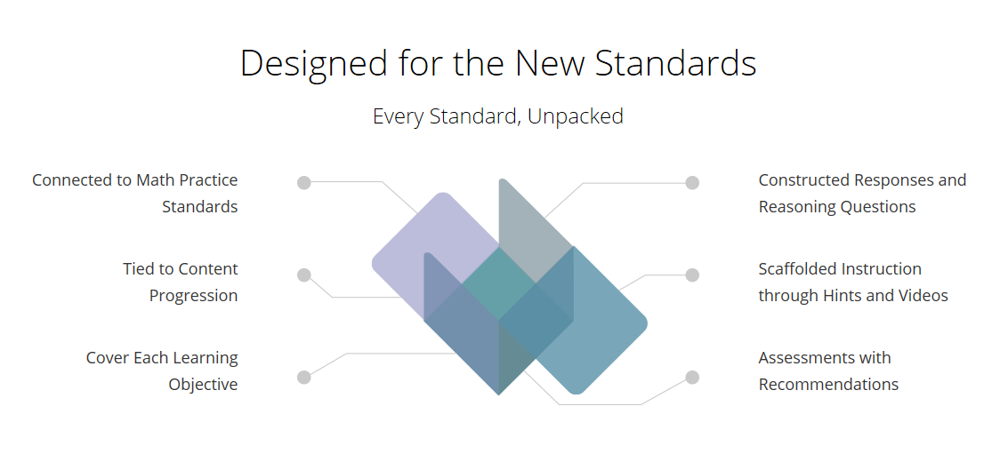 Designed for the New Standards
Every Standard, Unpacked
Connected to Math Practice
Standards
Tied to Content
Progression
Cover Each Learning
Objective
Constructed Responses and
Reasoning Questions
Scaffolded Instruction
through Hints and Videos
Assessments with
Recommendations